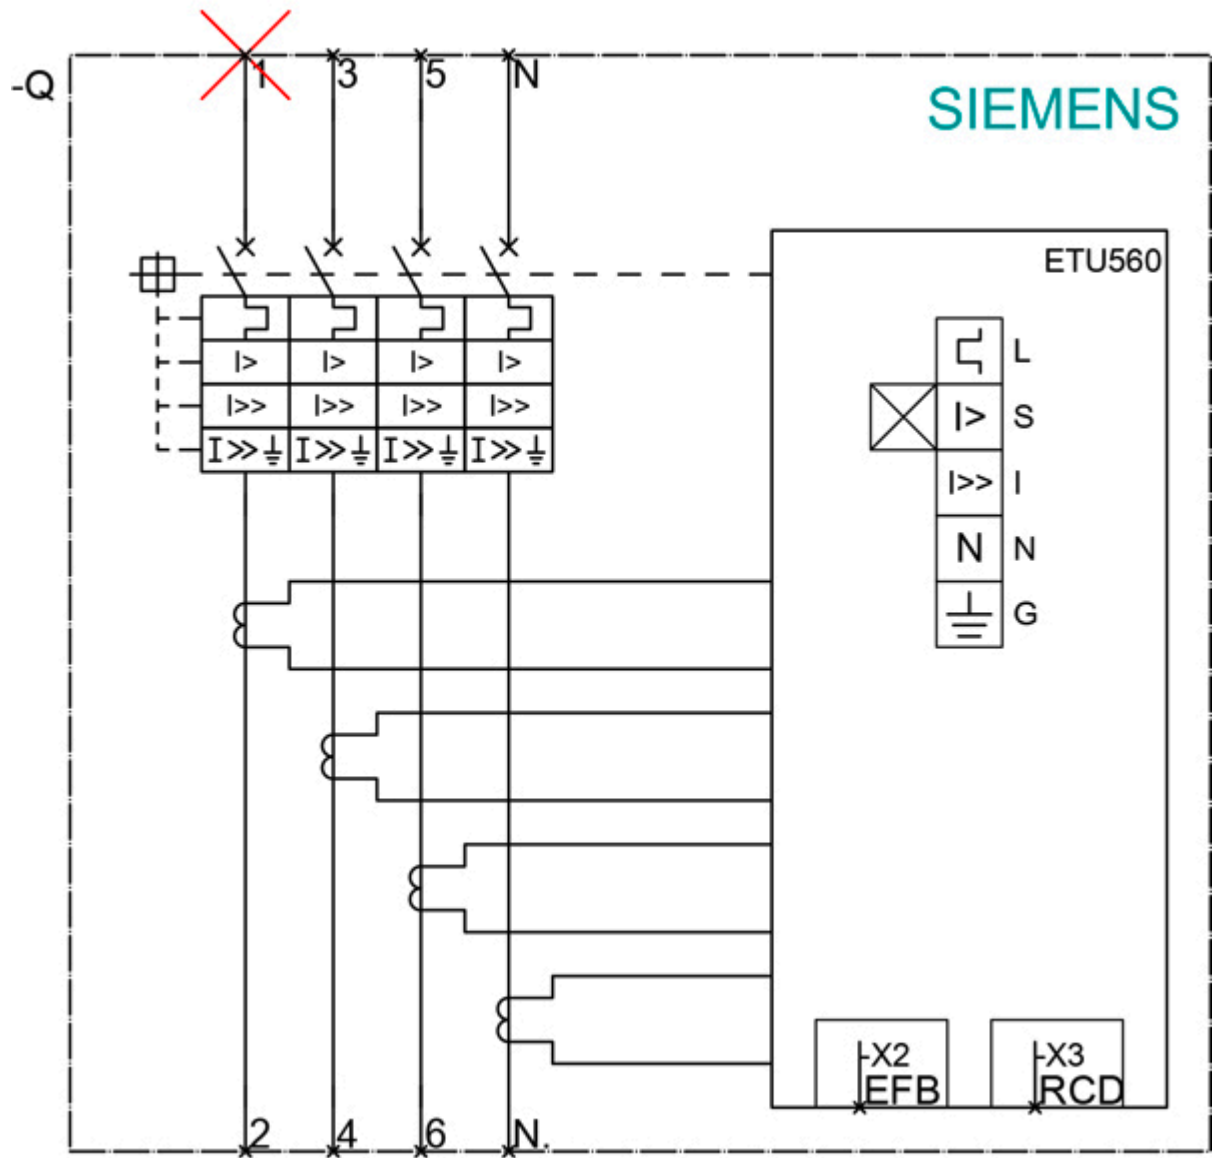 -Q
1 3 5 N
SIEMENS
ETU560
I> I> I> I>
I>> I>> I>> I>>
I>> I>> I>> I>>
L
I> S
I>> I
N N
G
-X2
EFB
-X3
RCD
2 4 6 N.